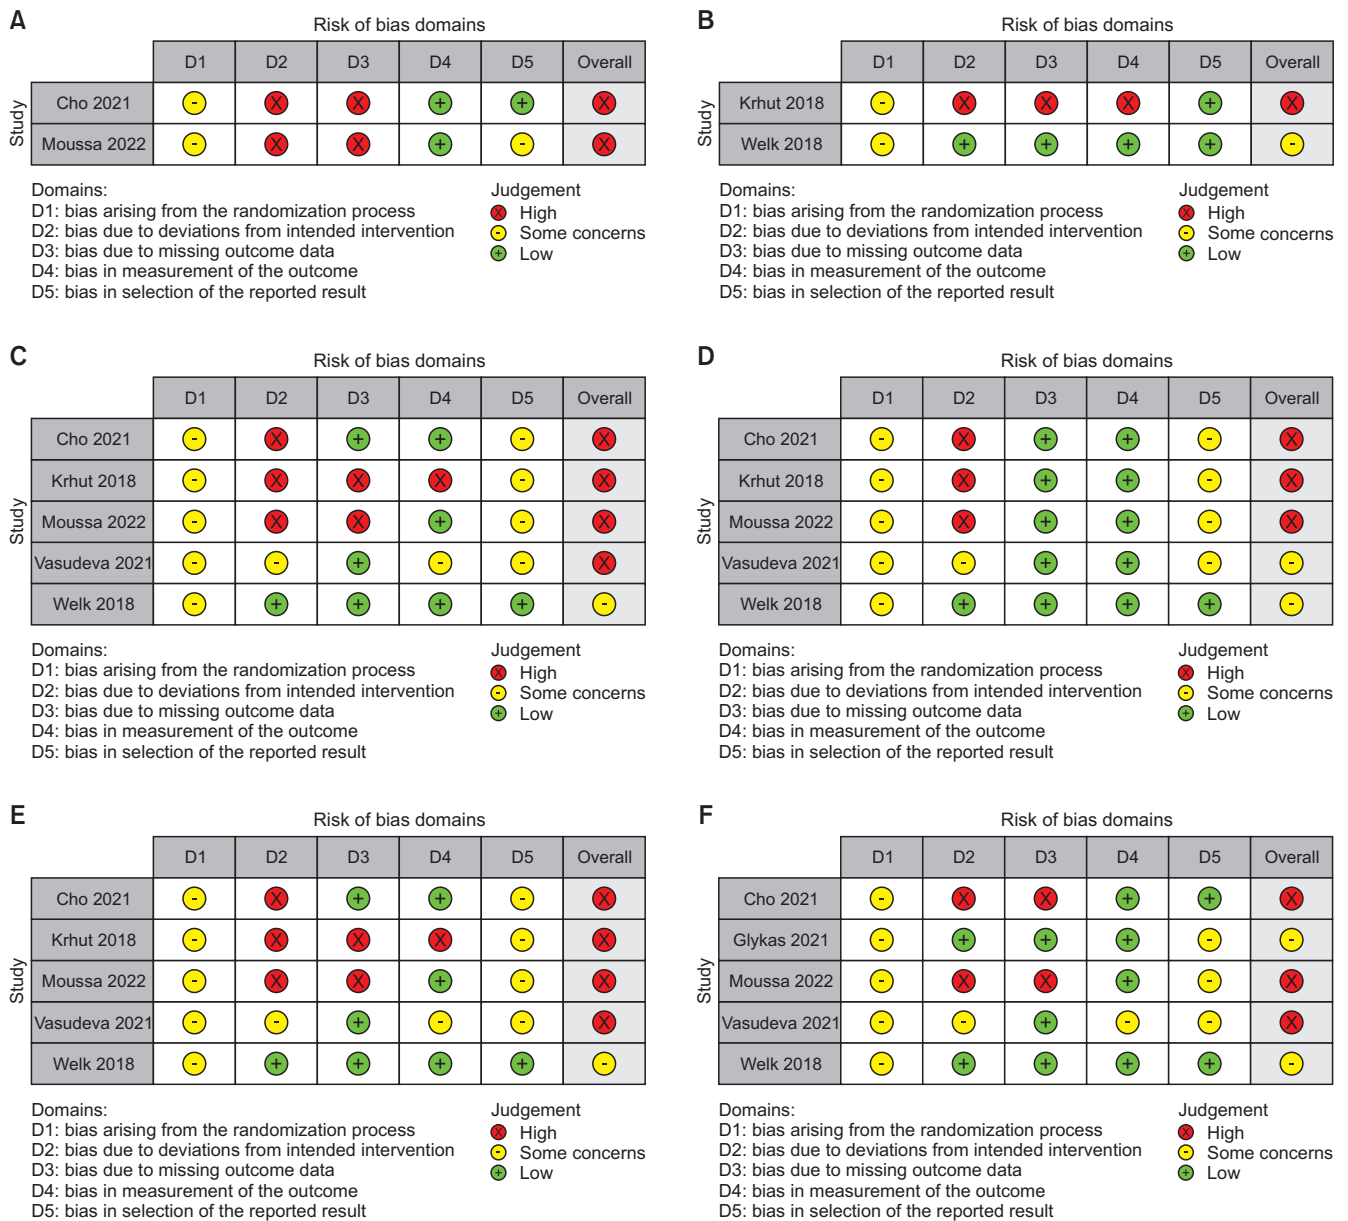 A
Risk of bias domains
D1 D2 D3 D4 D5 Overall
Study
Cho 2021 - X X + + X
Moussa 2022 - X X + - X
Domains:
D1: bias arising from the randomization process
D2: bias due to deviations from intended intervention
D3: bias due to missing outcome data
D4: bias in measurement of the outcome
D5: bias in selection of the reported result
Judgement
X High
- Some concerns
+ Low
B
Risk of bias domains
D1 D2 D3 D4 D5 Overall
Study
Krhut 2018 - X X X + X
Welk 2018 - + + + + -
Domains:
D1: bias arising from the randomization process
D2: bias due to deviations from intended intervention
D3: bias due to missing outcome data
D4: bias in measurement of the outcome
D5: bias in selection of the reported result
Judgement
X High
- Some concerns
+ Low
C
Risk of bias domains
D1 D2 D3 D4 D5 Overall
Study
Cho 2021 - X + + - X
Krhut 2018 - X X X - X
Moussa 2022 - X X + - X
Vasudeva 2021 - - + - - X
Welk 2018 - + + + + -
Domains:
D1: bias arising from the randomization process
D2: bias due to deviations from intended intervention
D3: bias due to missing outcome data
D4: bias in measurement of the outcome
D5: bias in selection of the reported result
Judgement
X High
- Some concerns
+ Low
D
Risk of bias domains
D1 D2 D3 D4 D5 Overall
Study
Cho 2021 - X + + - X
Krhut 2018 - X + + - X
Moussa 2022 - X + + - X
Vasudeva 2021 - - + + - -
Welk 2018 - + + + + -
Domains:
D1: bias arising from the randomization process
D2: bias due to deviations from intended intervention
D3: bias due to missing outcome data
D4: bias in measurement of the outcome
D5: bias in selection of the reported result
Judgement
X High
- Some concerns
+ Low
E
Risk of bias domains
D1 D2 D3 D4 D5 Overall
Study
Cho 2021 - X + + - X
Krhut 2018 - X X X - X
Moussa 2022 - X X + - X
Vasudeva 2021 - - + - - X
Welk 2018 - + + + + -
Domains:
D1: bias arising from the randomization process
D2: bias due to deviations from intended intervention
D3: bias due to missing outcome data
D4: bias in measurement of the outcome
D5: bias in selection of the reported result
Judgement
X High
- Some concerns
+ Low
F
Risk of bias domains
D1 D2 D3 D4 D5 Overall
Study
Cho 2021 - X X + + X
Glykas 2021 - + + + - -
Moussa 2022 - X X + - X
Vasudeva 2021 - - + - - X
Welk 2018 - + + + + -
Domains:
D1: bias arising from the randomization process
D2: bias due to deviations from intended intervention
D3: bias due to missing outcome data
D4: bias in measurement of the outcome
D5: bias in selection of the reported result
Judgement
X High
- Some concerns
+ Low